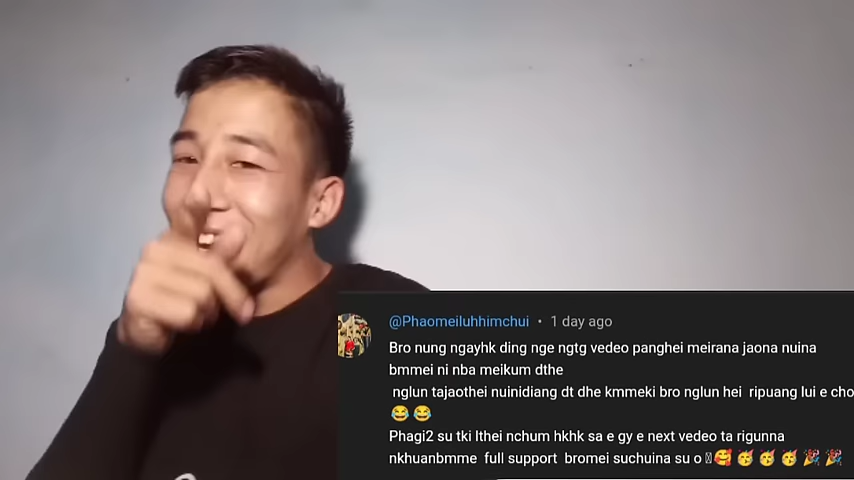 @Phaomeiluhhimchui • 1 day ago
Bro nung ngayhk ding nge ngtg vedeo panghei meirana jaona nuina
bmmei ni nba meikum dthe
nglun tajaothei nuinidiang dt dhe kmmeki bro nglun hei ripuang lui e cho
😂😂
Phagi2 su tki lthei nchum hkhk sa e gy e next vedeo ta rigunna
nkhuanbmme full support bromei suchuina su o 🥰🥳🥳🥳🎉🎉